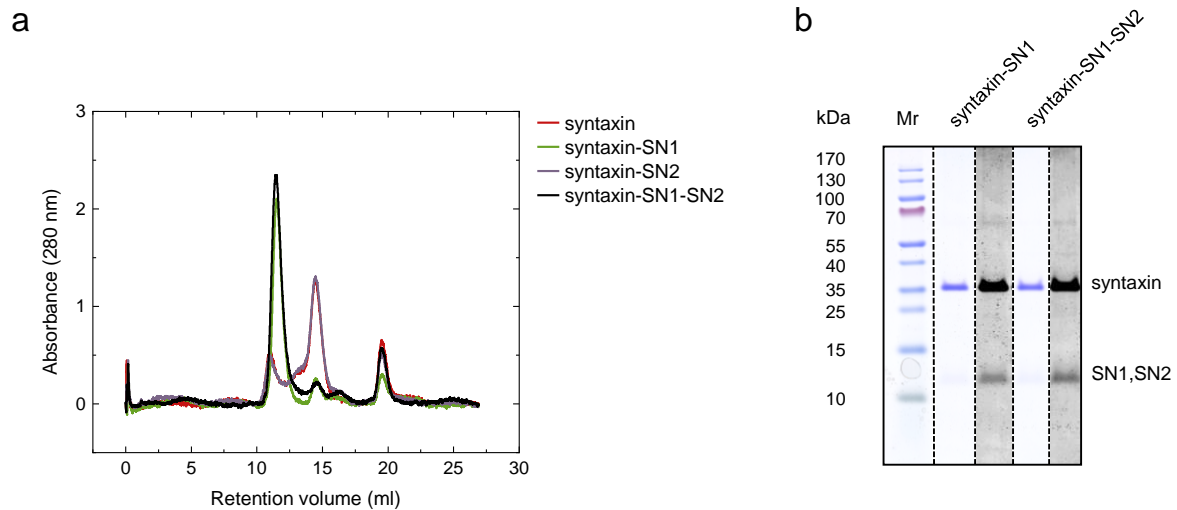 a
3
2
1
0
0
5
10
15
20
25
30
Absorbance (280 nm)
Retention volume (ml)
syntaxin
syntaxin-SN1
syntaxin-SN2
syntaxin-SN1-SN2
b
kDa
Mr
syntaxin-SN1
syntaxin-SN1-SN2
170
130
100
70
55
40
35
25
15
10
syntaxin
SN1,SN2